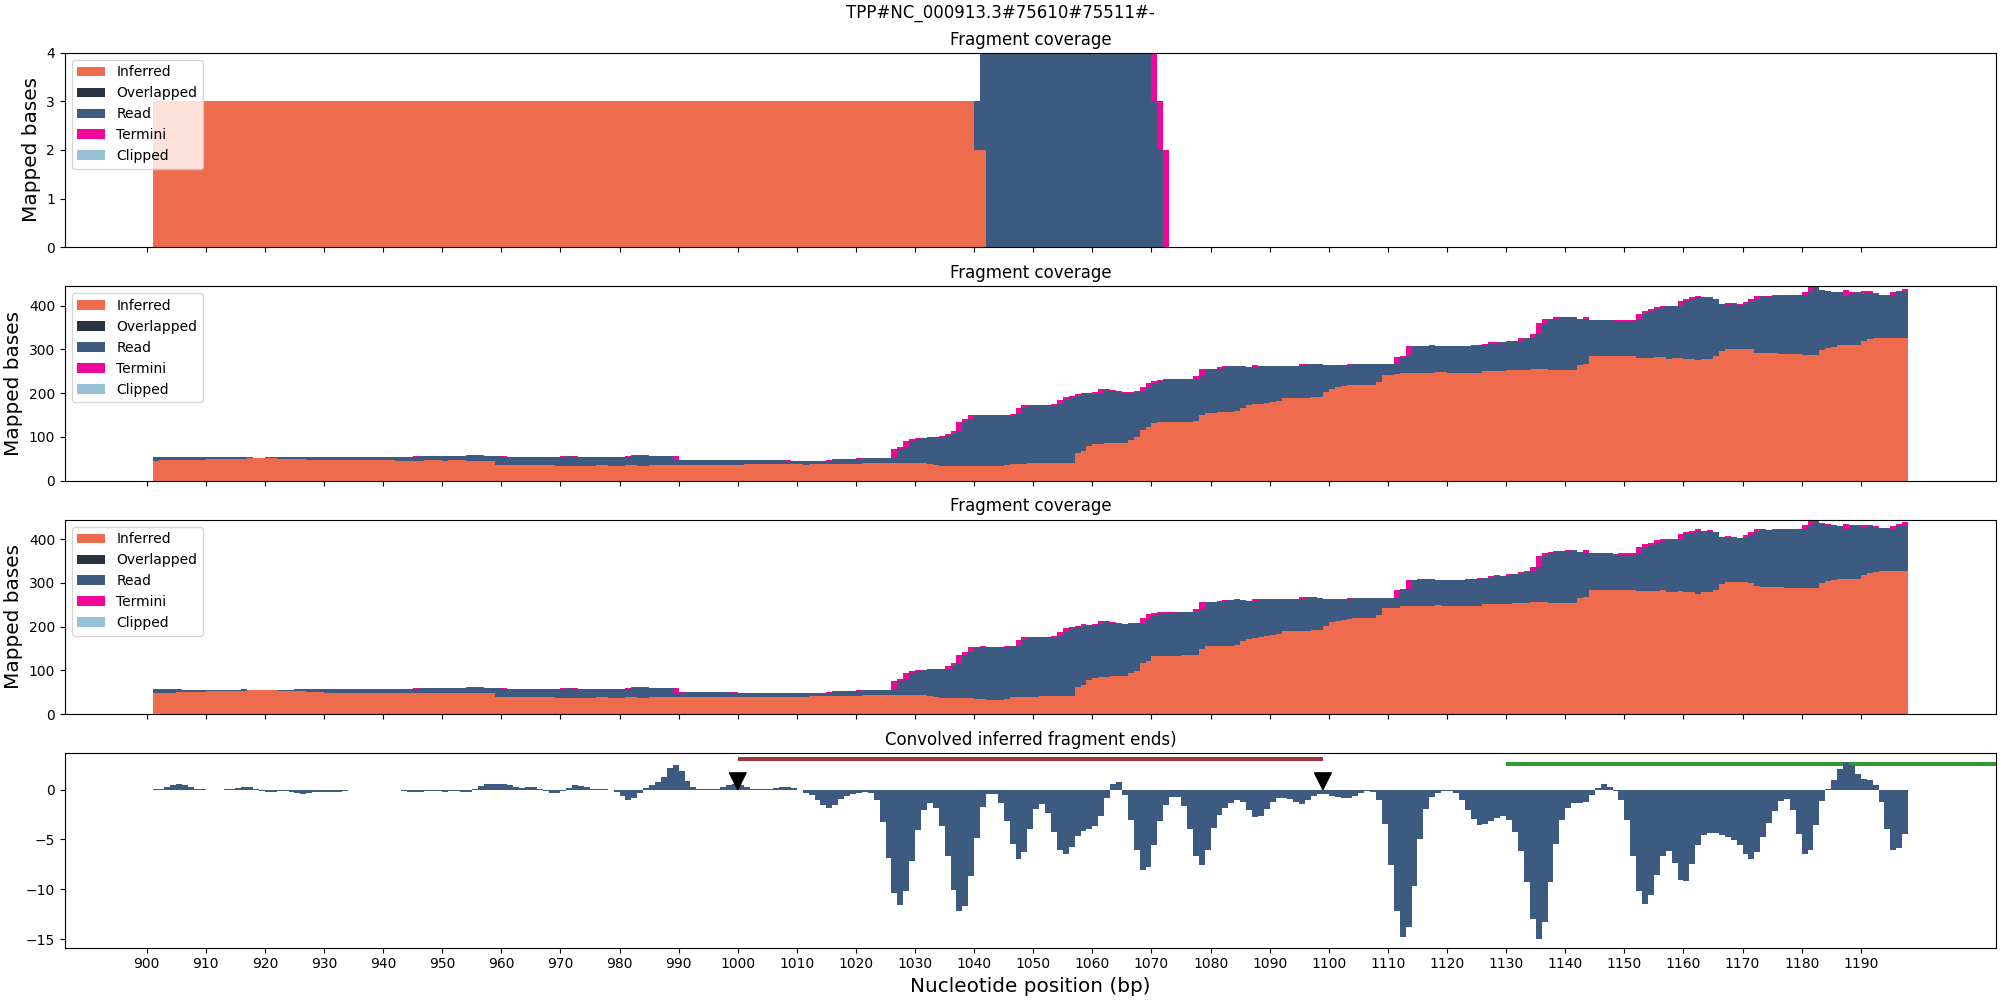 TPP#NC_000913.3#75610#75511#-
Fragment coverage
Mapped bases
4
3
2
1
0
Inferred
Overlapped
Read
Termini
Clipped
Fragment coverage
Mapped bases
400
300
200
100
0
Inferred
Overlapped
Read
Termini
Clipped
Fragment coverage
Mapped bases
400
300
200
100
0
Inferred
Overlapped
Read
Termini
Clipped
Convolved inferred fragment ends)
0
−5
−10
−15
900 910 920 930 940 950 960 970 980 990 1000 1010 1020 1030 1040 1050 1060 1070 1080 1090 1100 1110 1120 1130 1140 1150 1160 1170 1180 1190
Nucleotide position (bp)